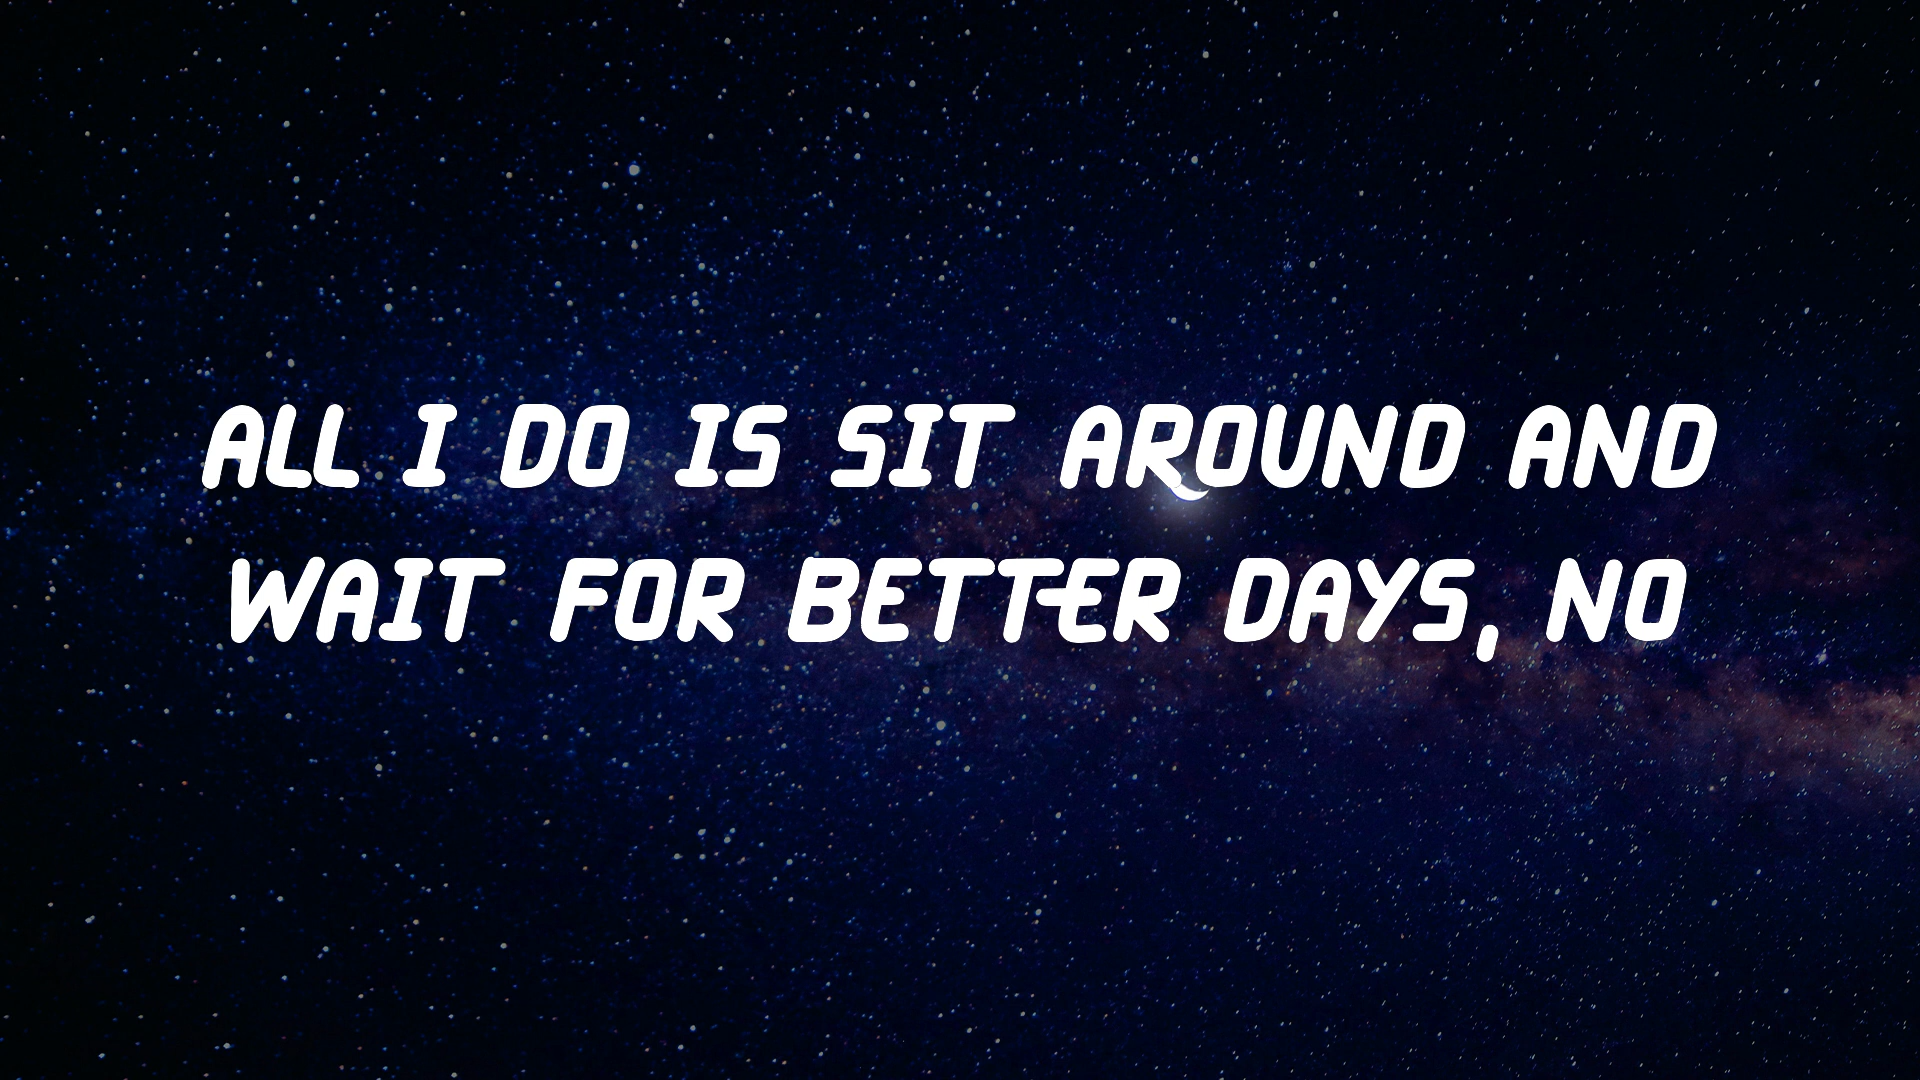 ALL I DO IS SIT AROUND AND
WAIT FOR BETTER DAYS, NO